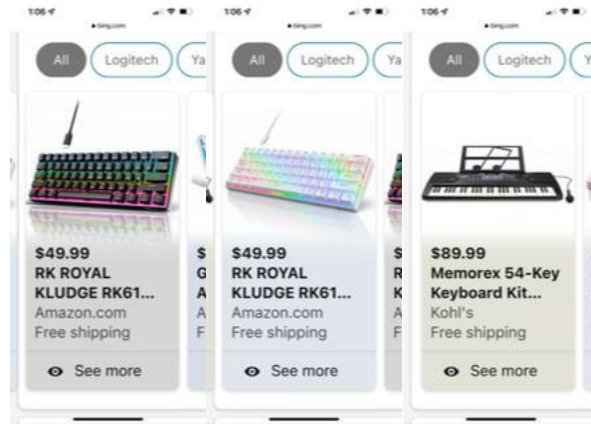 1:06
bing.com
All
Logitech
Ya
$49.99
RK ROYAL
KLUDGE RK61...
Amazon.com
Free shipping
See more
$
G
A
A
F
1:06
bing.com
All
Logitech
Ya
$49.99
RK ROYAL
KLUDGE RK61...
Amazon.com
Free shipping
See more
$
R
K
A
F
1:06
bing.com
All
Logitech
Y
$89.99
Memorex 54-Key
Keyboard Kit...
Kohl's
Free shipping
See more